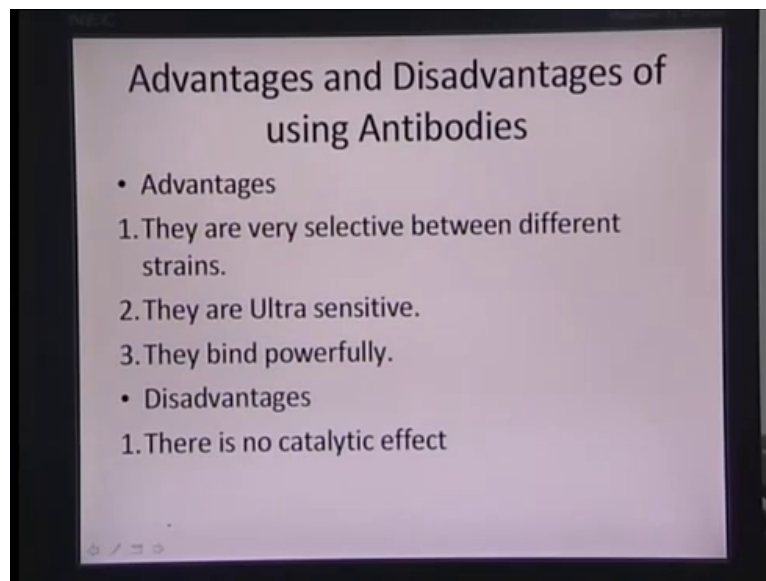 NEC
Advantages and Disadvantages of
using Antibodies
• Advantages
1. They are very selective between different
strains.
2. They are Ultra sensitive.
3. They bind powerfully.
• Disadvantages
1. There is no catalytic effect